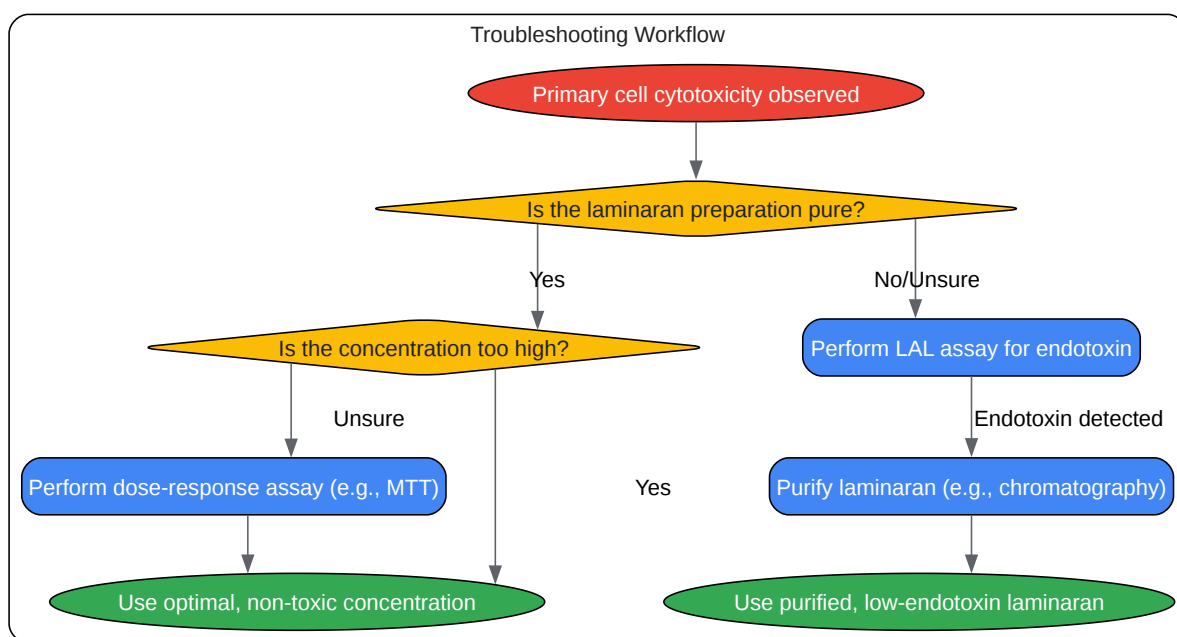 Troubleshooting Workflow
Primary cell cytotoxicity observed
Is the laminaran preparation pure?
Yes
No/Unsure
Is the concentration too high?
Perform LAL assay for endotoxin
Unsure
Endotoxin detected
Perform dose-response assay (e.g., MTT)
Yes
Purify laminaran (e.g., chromatography)
Use optimal, non-toxic concentration
Use purified, low-endotoxin laminaran